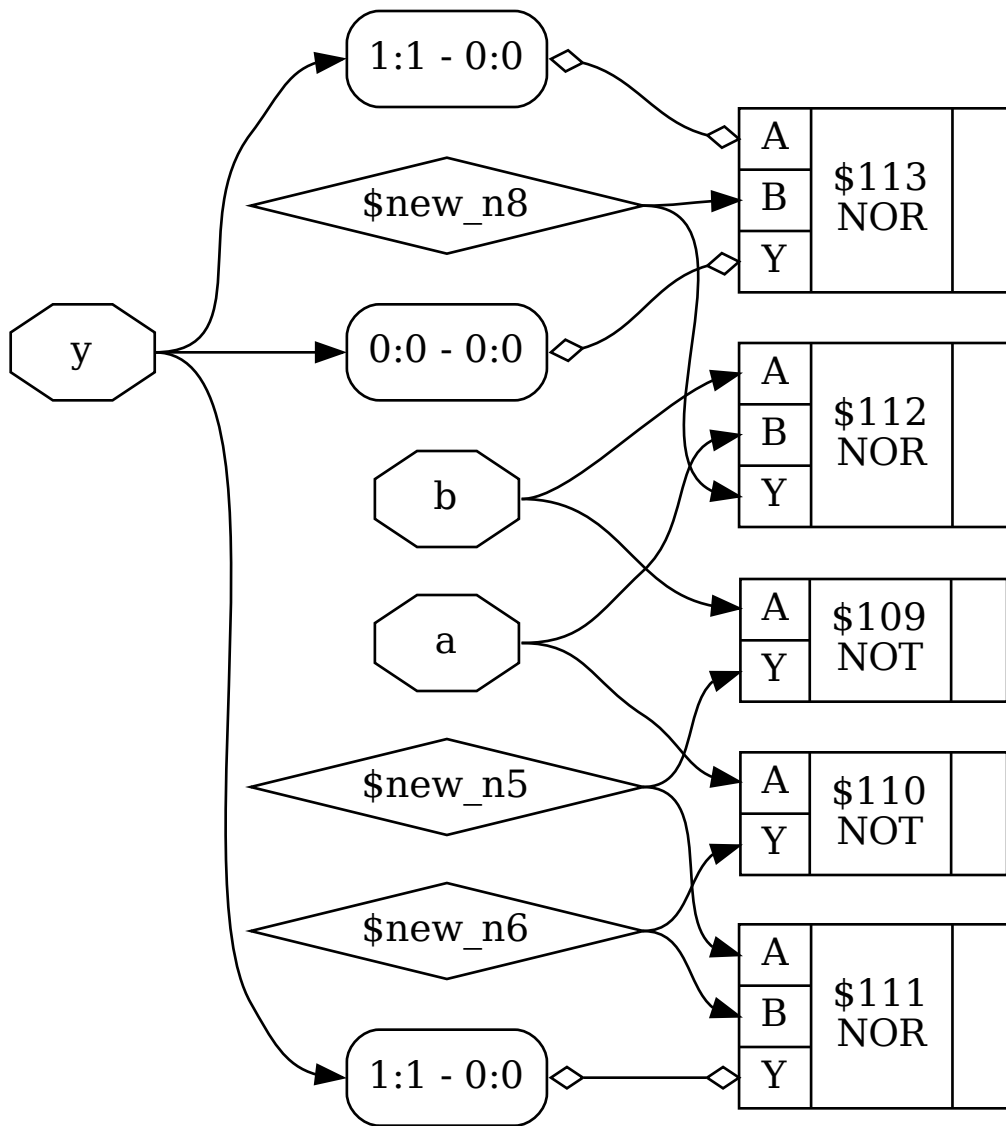 1:1 - 0:0
A
$113
NOR
B
Y
$new_n8
y
0:0 - 0:0
A
$112
NOR
B
Y
b
A
$109
NOT
Y
a
$new_n5
A
$110
NOT
Y
$new_n6
A
$111
NOR
B
Y
1:1 - 0:0